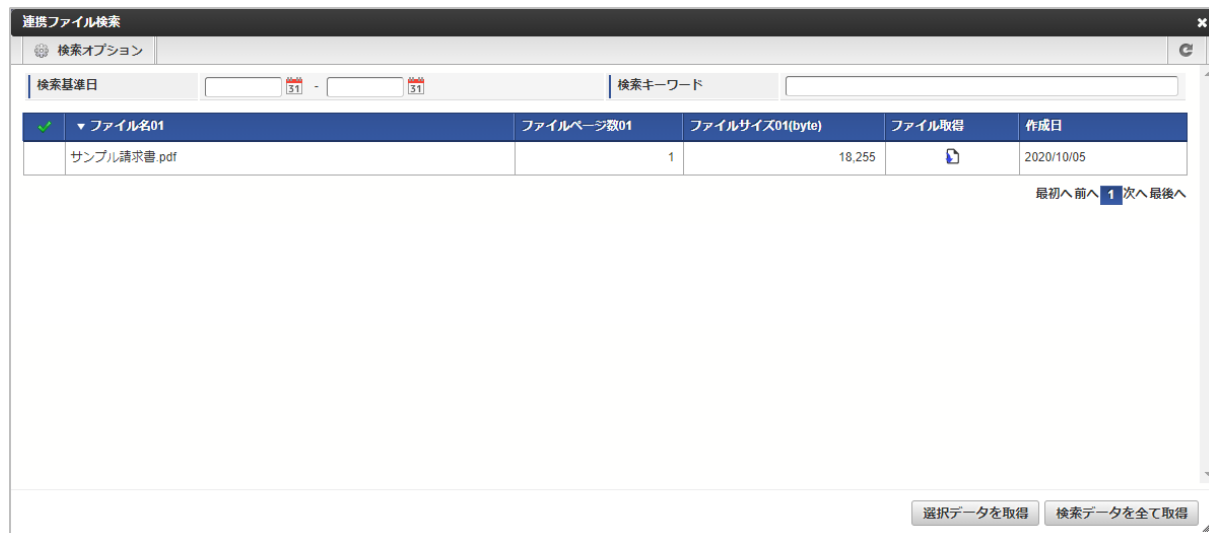 連携ファイル検索
検索オプション
検索基準日 31 - 31 検索キーワード
▼ ファイル名01 ファイルページ数01 ファイルサイズ01(byte) ファイル取得 作成日
サンプル請求書.pdf 1 18,255 2020/10/05
最初へ 前へ 1 次へ 最後へ
選択データを取得 検索データを全て取得